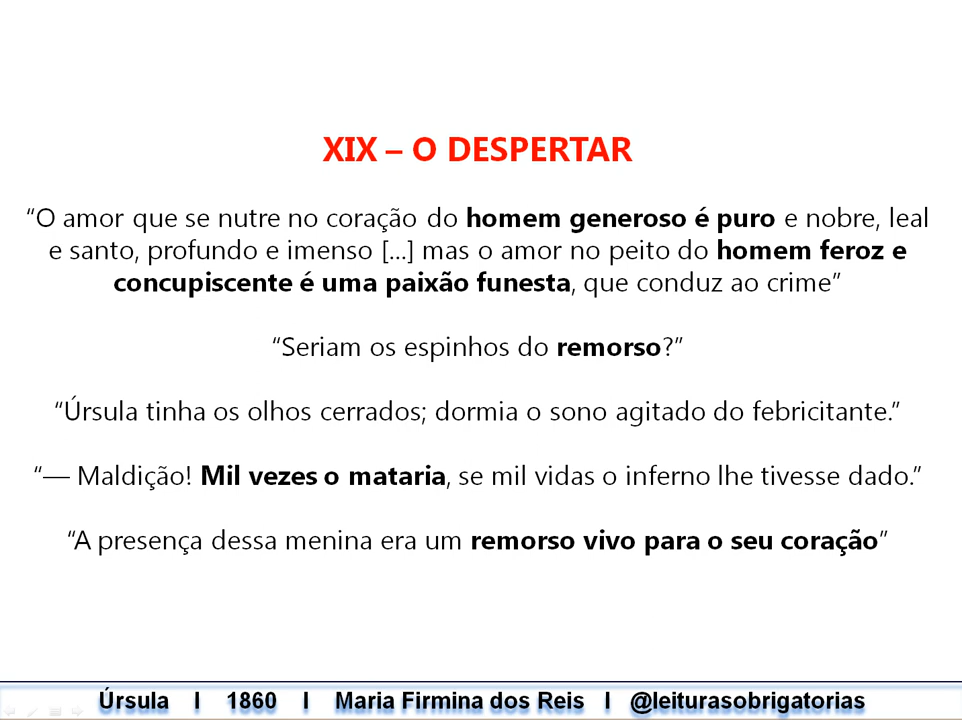 XIX – O DESPERTAR
“O amor que se nutre no coração do homem generoso é puro e nobre, leal
e santo, profundo e imenso [...] mas o amor no peito do homem feroz e
concupiscente é uma paixão funesta, que conduz ao crime”
“Seriam os espinhos do remorso?”
“Úrsula tinha os olhos cerrados; dormia o sono agitado do febricitante.”
“— Maldição! Mil vezes o mataria, se mil vidas o inferno lhe tivesse dado.”
“A presença dessa menina era um remorso vivo para o seu coração”
Úrsula I 1860 I Maria Firmina dos Reis I @leiturasobrigatorias